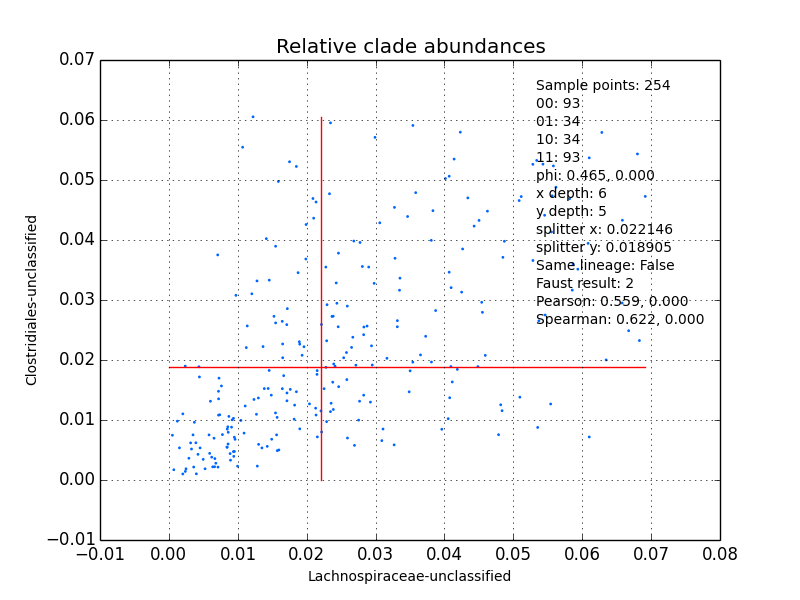 Relative clade abundances
0.07
0.06
0.05
0.04
0.03
0.02
0.01
0.00
−0.01
Clostridiales-unclassified
Sample points: 254
00: 93
01: 34
10: 34
11: 93
phi: 0.465, 0.000
x depth: 6
y depth: 5
splitter x: 0.022146
splitter y: 0.018905
Same lineage: False
Faust result: 2
Pearson: 0.559, 0.000
Spearman: 0.622, 0.000
−0.01 0.00 0.01 0.02 0.03 0.04 0.05 0.06 0.07 0.08
Lachnospiraceae-unclassified